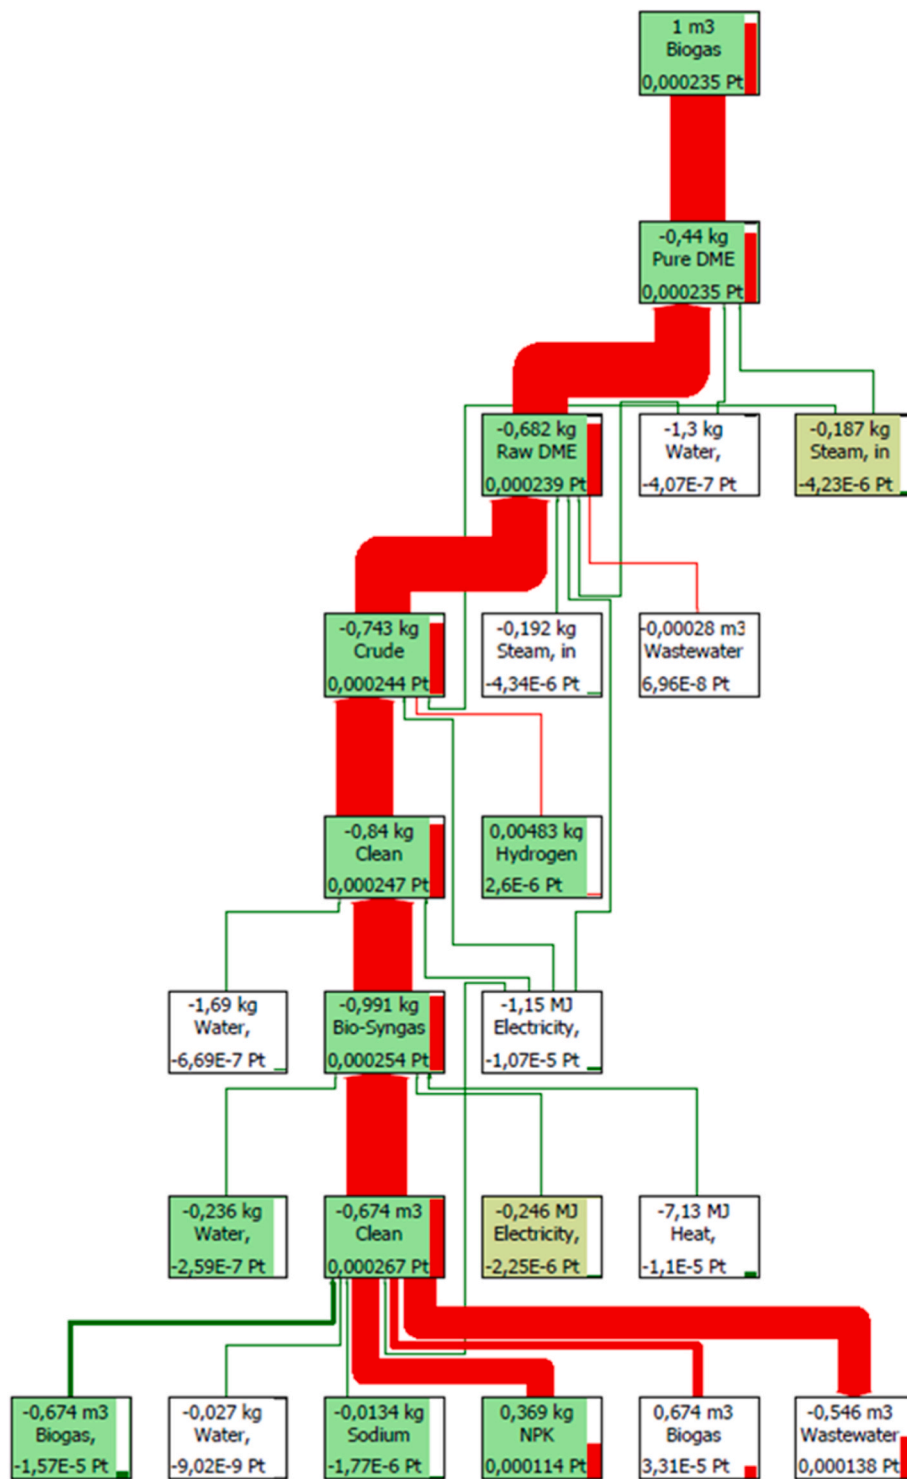 1 m3
Biogas
0,000235 Pt
-0,44 kg
Pure DME
0,000235 Pt
-0,682 kg
Raw DME
0,000239 Pt
-1,3 kg
Water,
-4,07E-7 Pt
-0,187 kg
Steam, in
-4,23E-6 Pt
-0,743 kg
Crude
0,000244 Pt
-0,192 kg
Steam, in
-4,34E-6 Pt
-0,00028 m3
Wastewater
6,96E-8 Pt
-0,84 kg
Clean
0,000247 Pt
0,00483 kg
Hydrogen
2,6E-6 Pt
-1,69 kg
Water,
-6,69E-7 Pt
-0,991 kg
Bio-Syngas
0,000254 Pt
-1,15 MJ
Electricity,
-1,07E-5 Pt
-0,236 kg
Water,
-2,59E-7 Pt
-0,674 m3
Clean
0,000267 Pt
-0,246 MJ
Electricity,
-2,25E-6 Pt
-7,13 MJ
Heat,
-1,1E-5 Pt
-0,674 m3
Biogas,
-1,57E-5 Pt
-0,027 kg
Water,
-9,02E-9 Pt
-0,0134 kg
Sodium
-1,77E-6 Pt
0,369 kg
NPK
0,000114 Pt
0,674 m3
Biogas
3,31E-5 Pt
-0,546 m3
Wastewater
0,000138 Pt